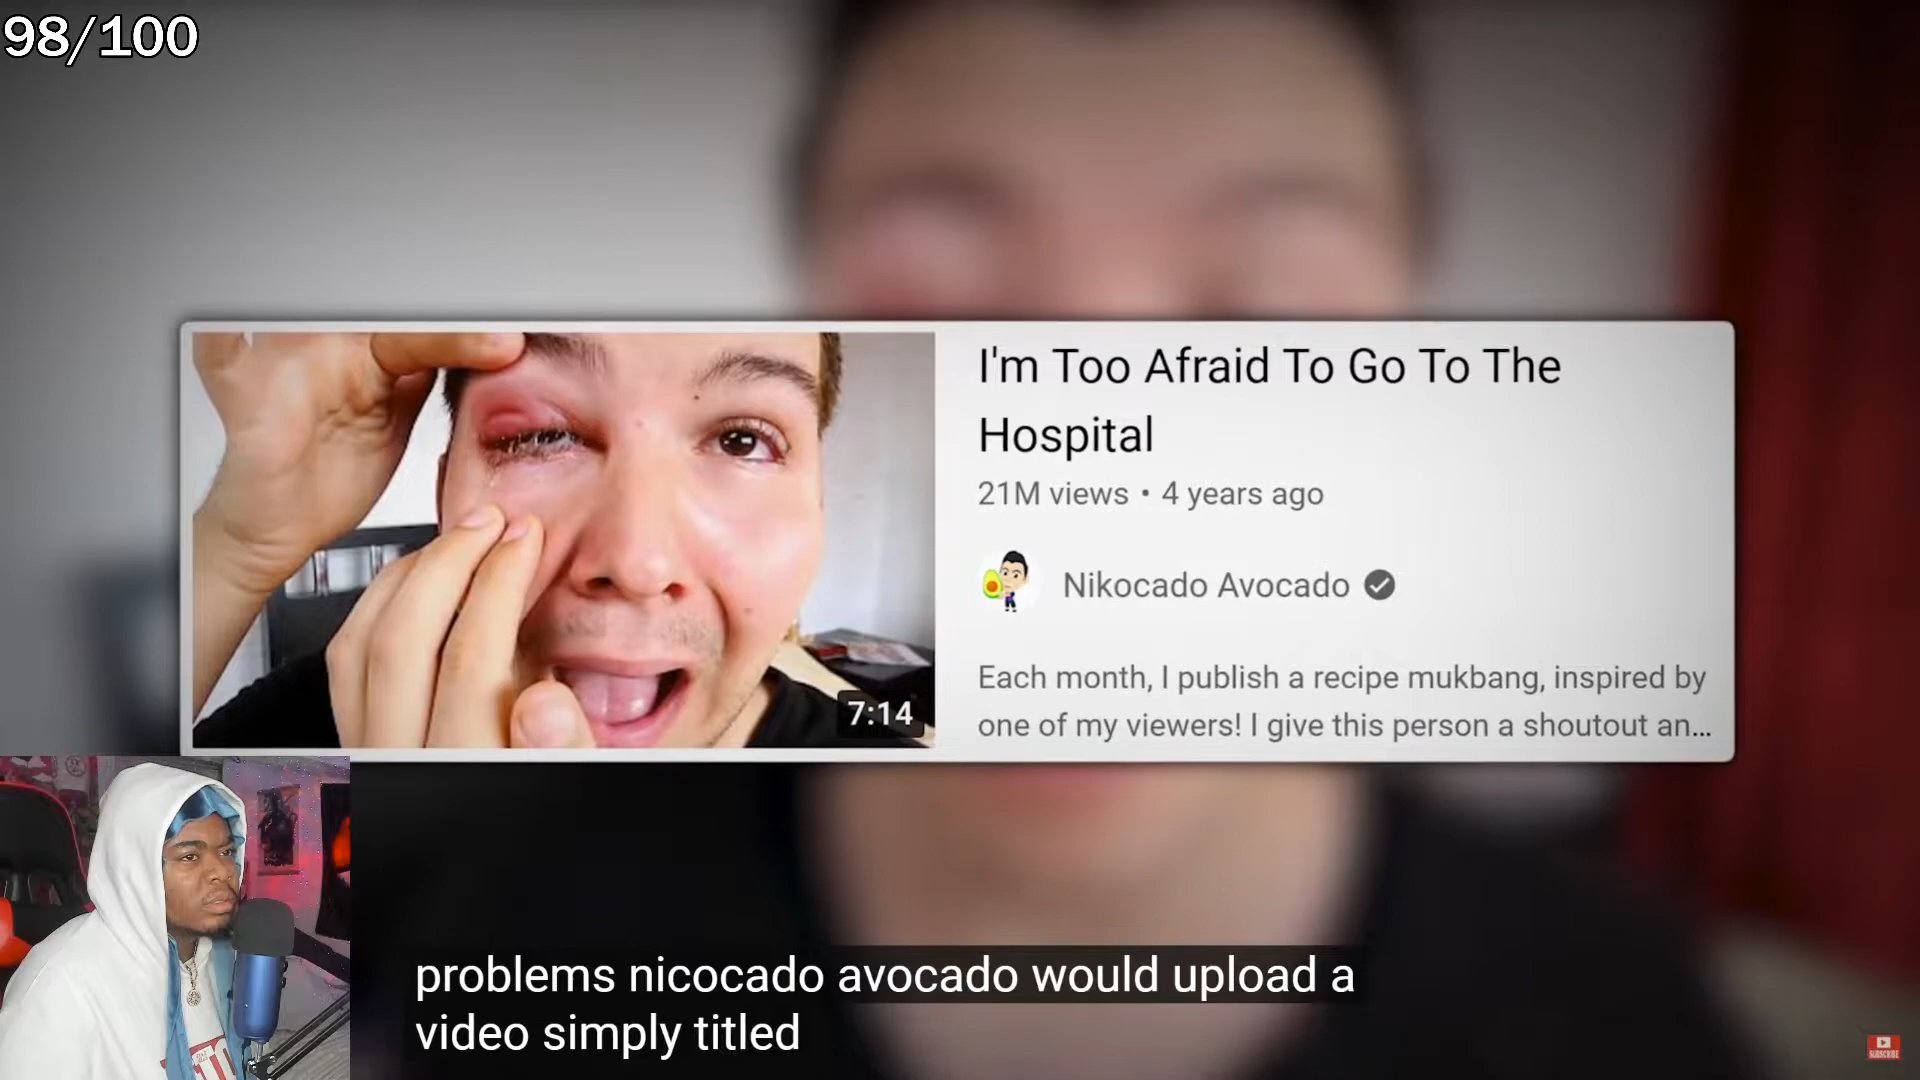 98/100
I'm Too Afraid To Go To The
Hospital
21M views • 4 years ago
Nikocado Avocado
Each month, I publish a recipe mukbang, inspired by
one of my viewers! I give this person a shoutout an...
7:14
problems nicocado avocado would upload a
video simply titled
SUBSCRIBE